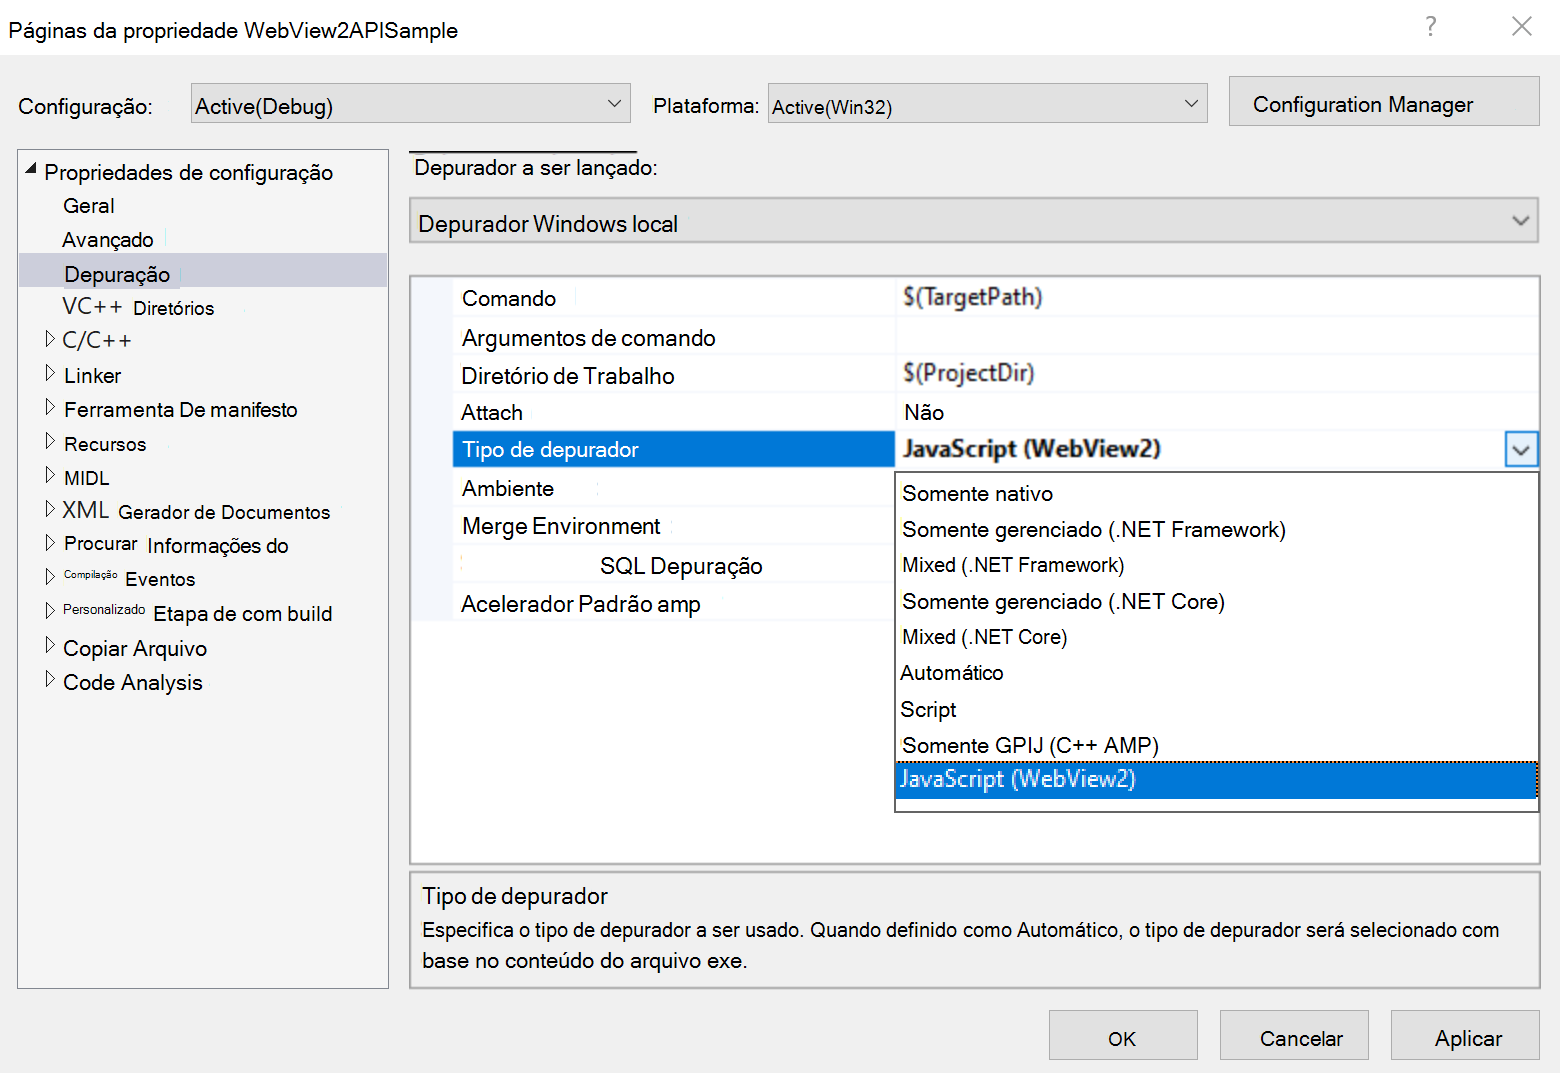 Páginas da propriedade WebView2APISample
?
Configuração: Active(Debug) Plataforma: Active(Win32) Configuration Manager
Propriedades de configuração
Geral
Avançado
Depuração
VC++ Diretórios
C/C++
Linker
Ferramenta De manifesto
Recursos
MIDL
XML Gerador de Documentos
Procurar Informações do
Compilação Eventos
Personalizado Etapa de com build
Copiar Arquivo
Code Analysis
Depurador a ser lançado:
Depurador Windows local
Comando $(TargetPath)
Argumentos de comando
Diretório de Trabalho $(ProjectDir)
Attach Não
Tipo de depurador JavaScript (WebView2)
Ambiente
Merge Environment
SQL Depuração
Acelerador Padrão amp
Somente nativo
Somente gerenciado (.NET Framework)
Mixed (.NET Framework)
Somente gerenciado (.NET Core)
Mixed (.NET Core)
Automático
Script
Somente GPIJ (C++ AMP)
JavaScript (WebView2)
Tipo de depurador
Especifica o tipo de depurador a ser usado. Quando definido como Automático, o tipo de depurador será selecionado com
base no conteúdo do arquivo exe.
OK Cancelar Aplicar